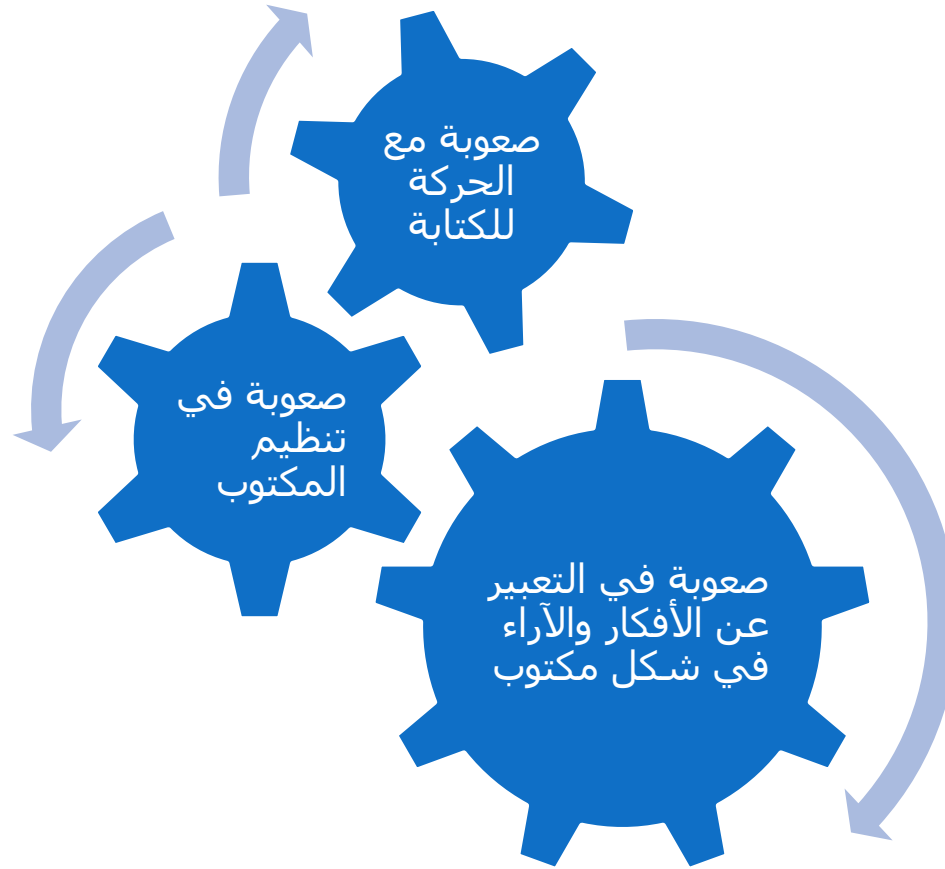 صعوبة مع
الحركة
للكتابة
صعوبة في
تنظيم
المكتوب
صعوبة في التعبير
عن الأفكار والآراء
في شكل مكتوب